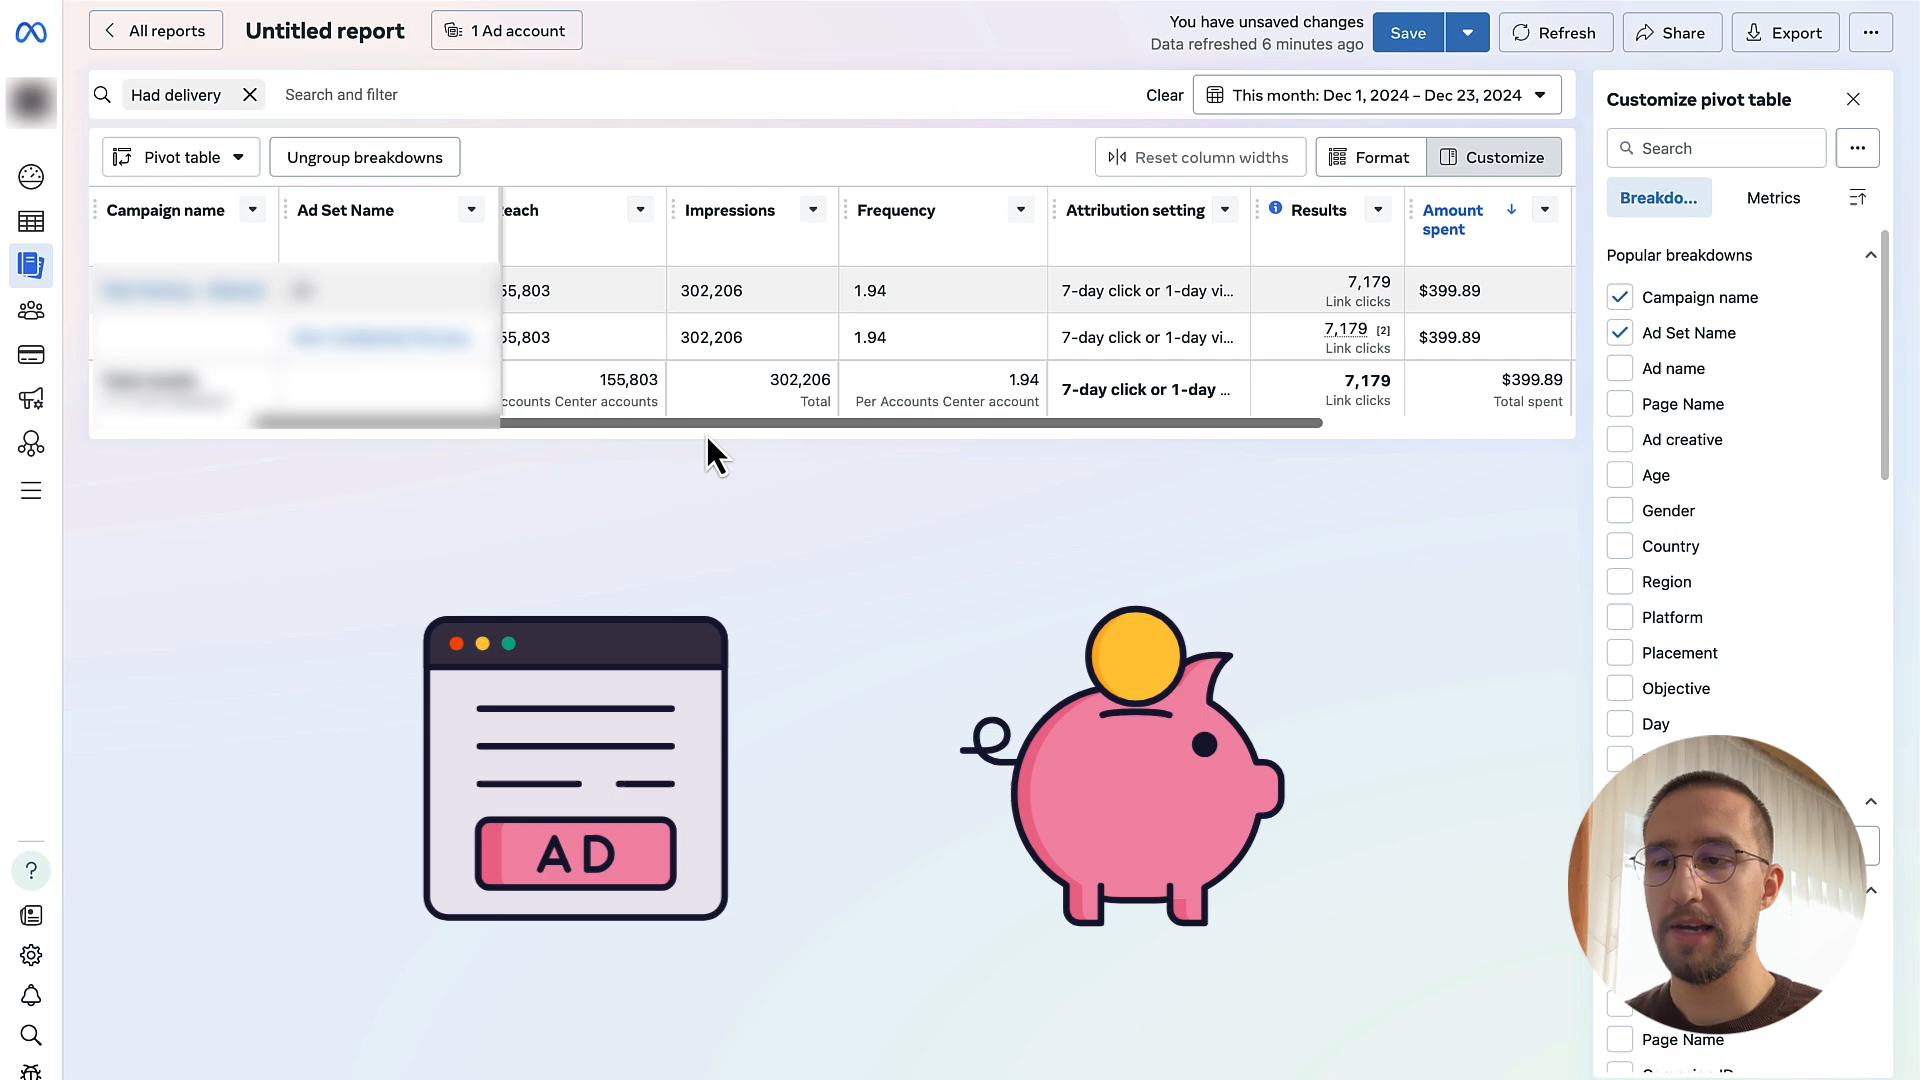 All reports
Untitled report
1 Ad account
You have unsaved changes
Data refreshed 6 minutes ago
Save
Refresh
Share
Export
Had delivery
Search and filter
Clear
This month: Dec 1, 2024 – Dec 23, 2024
Pivot table
Ungroup breakdowns
Reset column widths
Format
Customize
Campaign name
Ad Set Name
each
Impressions
Frequency
Attribution setting
Results
Amount
spent
55,803
302,206
1.94
7-day click or 1-day vi...
7,179
Link clicks
$399.89
55,803
302,206
1.94
7-day click or 1-day vi...
7,179 [2]
Link clicks
$399.89
155,803
ccounts Center accounts
302,206
Total
1.94
Per Accounts Center account
7-day click or 1-day ...
7,179
Link clicks
$399.89
Total spent
AD
Customize pivot table
Search
Breakdo...
Metrics
Popular breakdowns
Campaign name
Ad Set Name
Ad name
Page Name
Ad creative
Age
Gender
Country
Region
Platform
Placement
Objective
Day
Page Name
?